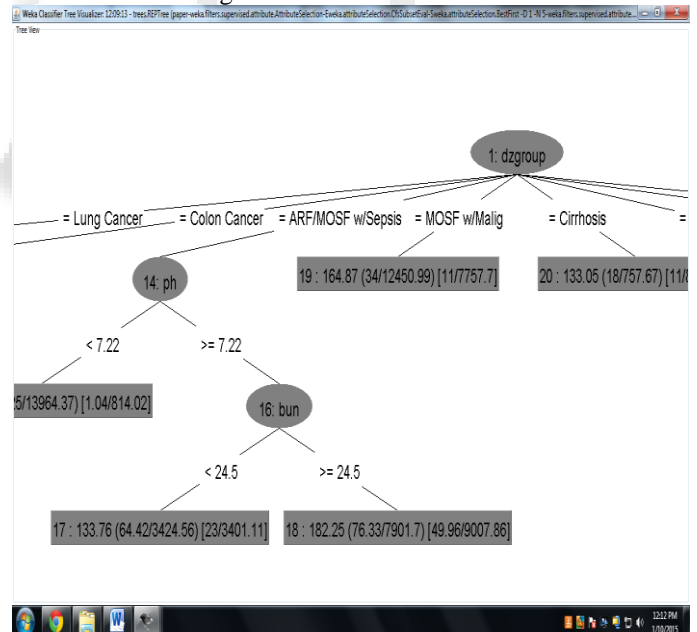 Weka Classifier Tree Visualizer: 12:09:13 - trees.REPTree (paper-weka.filters.supervised.attribute.AttributeSelection-Eweka.attributeSelection.CfsSubsetEval-Sweka.attributeSelection.BestFirst -D 1 -N 5-weka.filters.supervised.attribute...
Tree View
1: dzgroup
= Lung Cancer = Colon Cancer = ARF/MOSF w/Sepsis = MOSF w/Malig = Cirrhosis =
14: ph 19 : 164.87 (34/12450.99) [11/7757.7] 20 : 133.05 (18/757.67) [11/
< 7.22 >= 7.22
5/13964.37) [1.04/814.02] 16: bun
< 24.5 >= 24.5
17 : 133.76 (64.42/3424.56) [23/3401.11] 18 : 182.25 (76.33/7901.7) [49.96/9007.86]
12:12 PM
1/10/2015